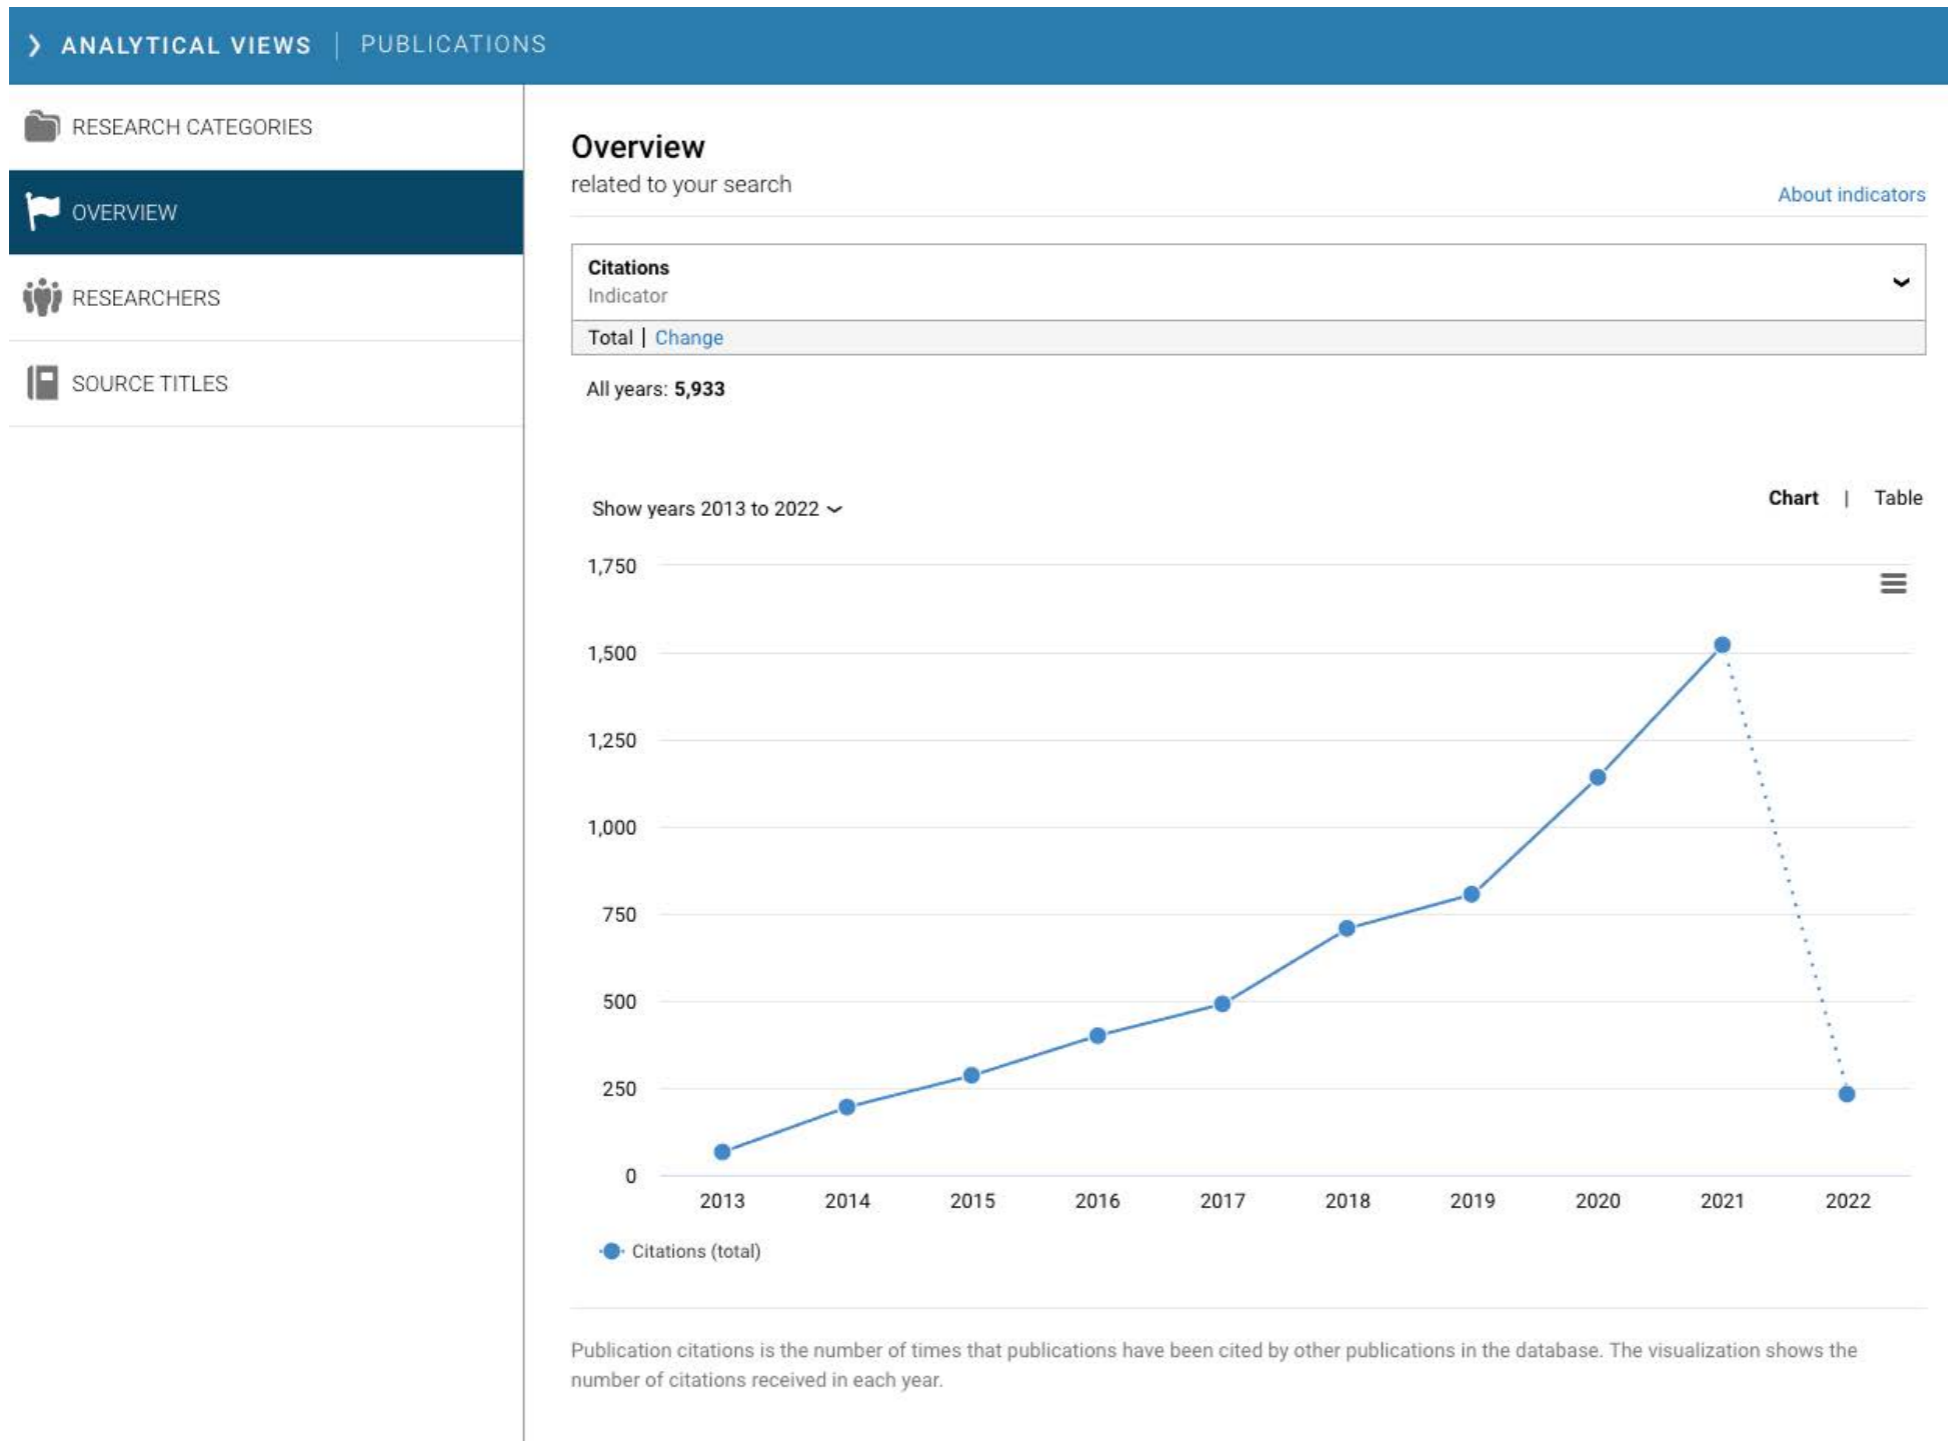 ANALYTICAL VIEWS | PUBLICATIONS
RESEARCH CATEGORIES
OVERVIEW
RESEARCHERS
SOURCE TITLES
Overview
related to your search
About indicators
Citations
Indicator
Total | Change
All years: 5,933
Show years 2013 to 2022
Chart | Table
1,750
1,500
1,250
1,000
750
500
250
0
2013 2014 2015 2016 2017 2018 2019 2020 2021 2022
Citations (total)
Publication citations is the number of times that publications have been cited by other publications in the database. The visualization shows the
number of citations received in each year.